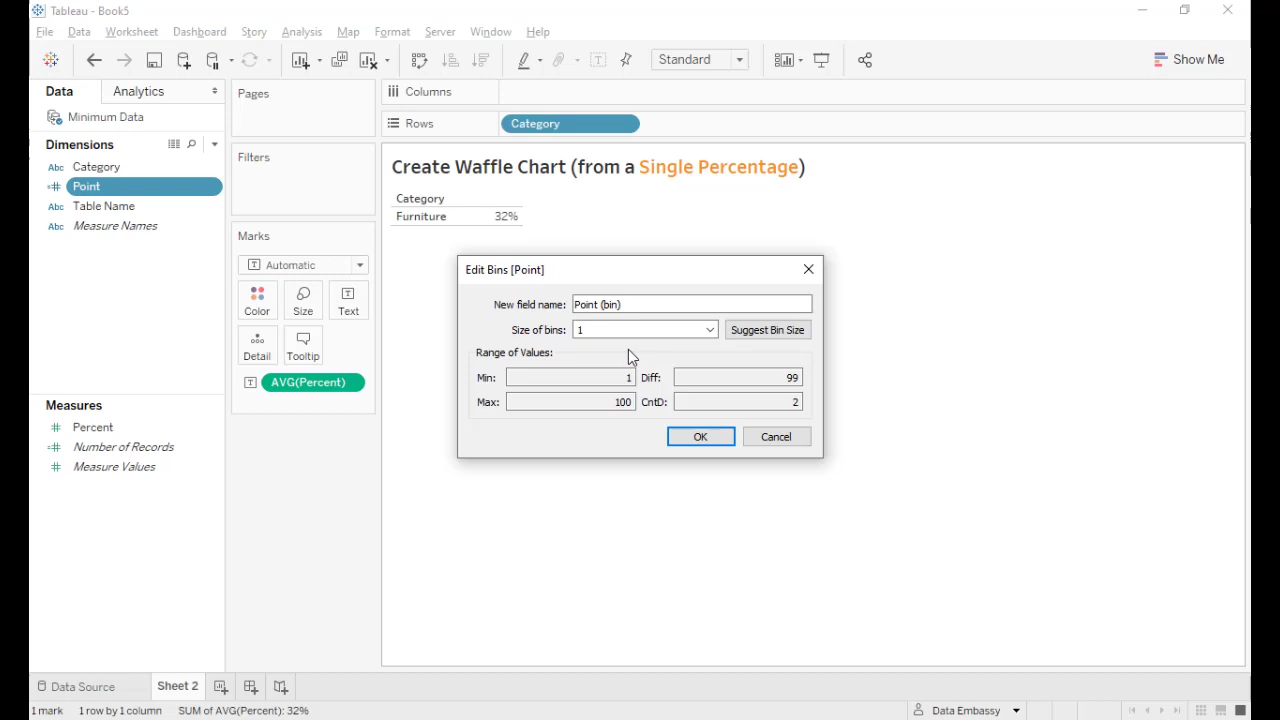 Tableau - Book5
File Data Worksheet Dashboard Story Analysis Map Format Server Window Help
Standard
Show Me
Data
Analytics
Minimum Data
Dimensions
Abc Category
Point
Abc Table Name
Abc Measure Names
Measures
Percent
Number of Records
Measure Values
Pages
Filters
Marks
Automatic
Color
Size
Text
Detail
Tooltip
AVG(Percent)
Columns
Rows
Category
Create Waffle Chart (from a Single Percentage)
Category
Furniture 32%
Edit Bins [Point]
New field name: Point (bin)
Size of bins: 1 Suggest Bin Size
Range of Values:
Min: 1 Diff: 99
Max: 100 CntD: 2
OK Cancel
Data Source
Sheet 2
1 mark 1 row by 1 column SUM of AVG(Percent): 32%
Data Embassy